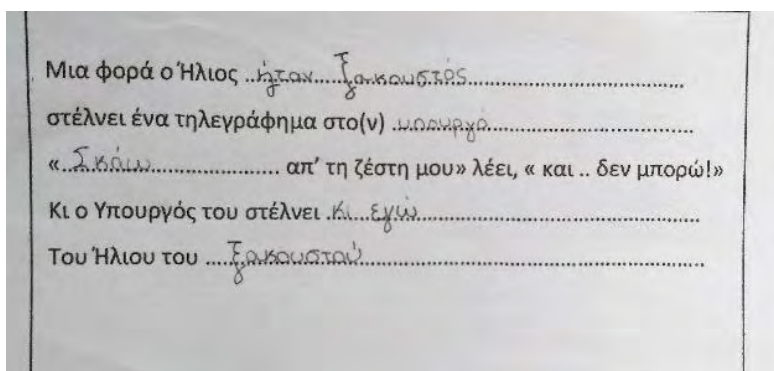 Μια φορά ο Ήλιος ..ήταν.....ξακουστός.....................................
στέλνει ένα τηλεγράφημα στο(ν) .υπουργό...................................
«..Σκάω..................... απ’ τη ζέστη μου» λέει, « και .. δεν μπορώ!»
Κι ο Υπουργός του στέλνει .Κι...εγώ..................................................
Του Ήλιου του ....ξακουστού...........................................................